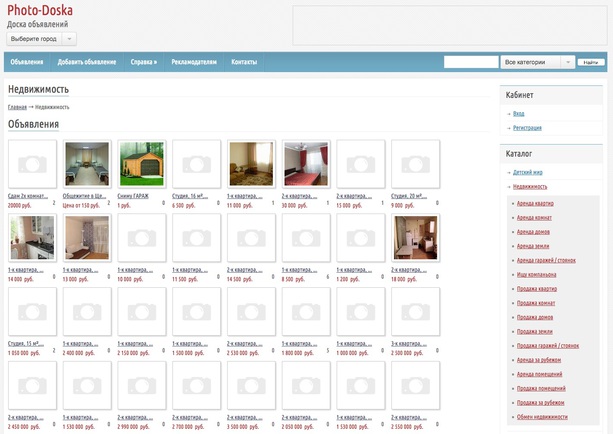 Photo-Doska
Доска объявлений
Выберите город
Объявления Добавить объявление Справка » Рекламодателям Контакты Все категории Найти
Недвижимость
Главная → Недвижимость
Объявления
Сдам 2х комнат... 2
20000 руб.
Общежитие в Це... 0
Цена от 150 руб.
Сниму ГАРАЖ 0
1 руб.
Студия, 16 м²,... 0
6 500 руб.
1-к квартира, ... 1
11 000 руб.
2-к квартира, ... 1
30 000 руб.
2-к квартира, ... 1
15 000 руб.
Студия, 20 м²,... 0
9 000 руб.
1-к квартира, ... 0
14 000 руб.
1-к квартира, ... 0
13 000 руб.
1-к квартира, ... 0
10 000 руб.
1-к квартира, ... 0
11 500 руб.
2-к квартира, ... 0
14 500 руб.
1-к квартира, ... 6
8 500 руб.
1-к квартира, ... 0
1 200 руб.
2-к квартира, ... 0
18 000 руб.
Студия, 15 м²,... 2
1 050 000 руб.
1-к квартира, ... 0
2 400 000 руб.
1-к квартира, ... 0
2 150 000 руб.
1-к квартира, ... 0
1 500 000 руб.
2-к квартира, ... 0
2 530 000 руб.
1-к квартира, ... 5
1 800 000 руб.
1-к квартира, ... 0
1 000 000 руб.
3-к квартира, ... 0
2 500 000 руб.
2-к квартира, ... 0
2 450 000 руб.
1-к квартира, ... 0
1 530 000 руб.
2-к квартира, ... 0
2 990 000 руб.
2-к квартира, ... 0
2 700 000 руб.
2-к квартира, ... 0
3 500 000 руб.
2-к квартира, ... 0
2 050 000 руб.
1-к квартира, ... 0
1 530 000 руб.
2-к квартира, ... 0
2 350 000 руб.
Кабинет
Вход
Регистрация
Каталог
Детский мир
Недвижимость
Аренда квартир
Аренда комнат
Аренда домов
Аренда земли
Аренда гаражей / стоянок
Ищу компаньона
Продажа квартир
Продажа комнат
Продажа домов
Продажа земли
Продажа гаражей / стоянок
Аренда за рубежом
Аренда помещений
Продажа помещений
Продажа за рубежом
Обмен недвижимости